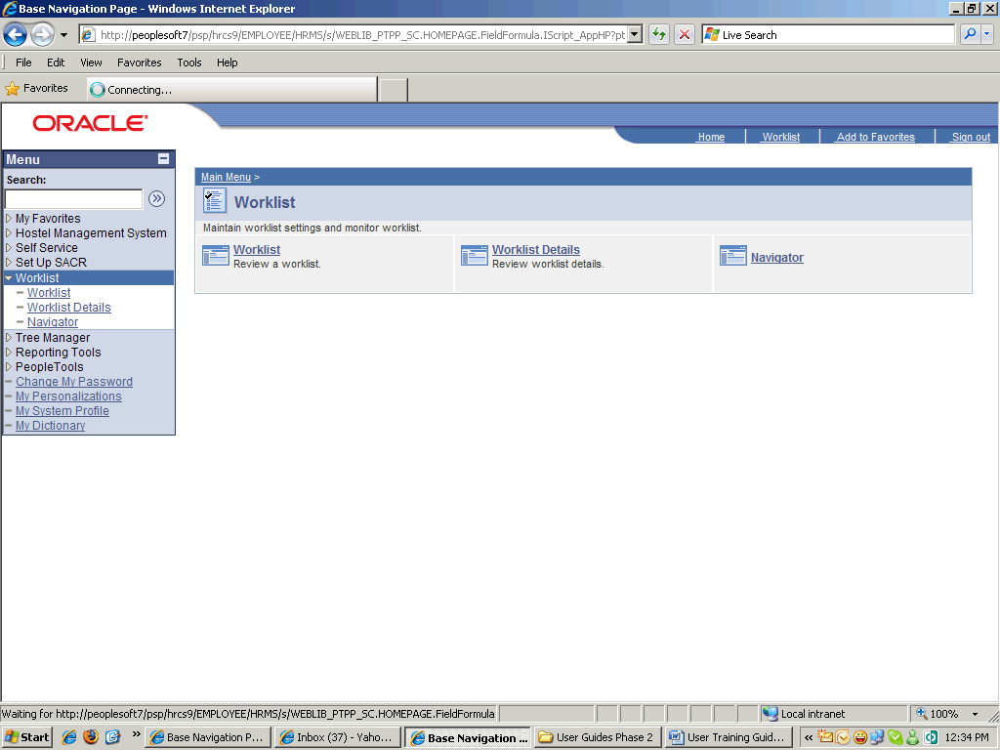 Base Navigation Page - Windows Internet Explorer
http://peoplesoft7/psp/hrcs9/EMPLOYEE/HRMS/s/WEBLIB_PTPP_SC.HOMEPAGE.FieldFormula.IScript_AppHP?pt
Live Search
File Edit View Favorites Tools Help
Favorites
Connecting...
ORACLE®
Home Worklist Add to Favorites Sign out
Menu
Search:
My Favorites
Hostel Management System
Self Service
Set Up SACR
Worklist
Worklist
Worklist Details
Navigator
Tree Manager
Reporting Tools
PeopleTools
Change My Password
My Personalizations
My System Profile
My Dictionary
Main Menu >
Worklist
Maintain worklist settings and monitor worklist.
Worklist
Review a worklist.
Worklist Details
Review worklist details.
Navigator
Waiting for http://peoplesoft7/psp/hrcs9/EMPLOYEE/HRMS/s/WEBLIB_PTPP_SC.HOMEPAGE.FieldFormula
Local intranet
100%
Start
Base Navigation P...
Inbox (37) - Yaho...
Base Navigation ...
User Guides Phase 2
User Training Guid...
12:34 PM